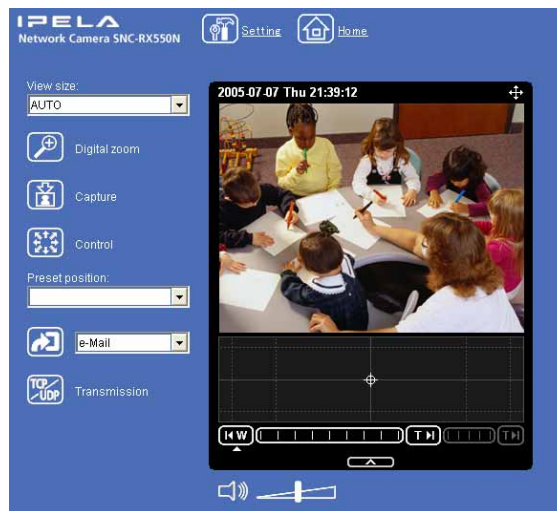 IPELA
Network Camera SNC-RX550N
Setting
Home
View size:
AUTO
2005-07-07 Thu 21:39:12
Digital zoom
Capture
Control
Preset position:
e-Mail
TCP/UDP
Transmission
W
T
T